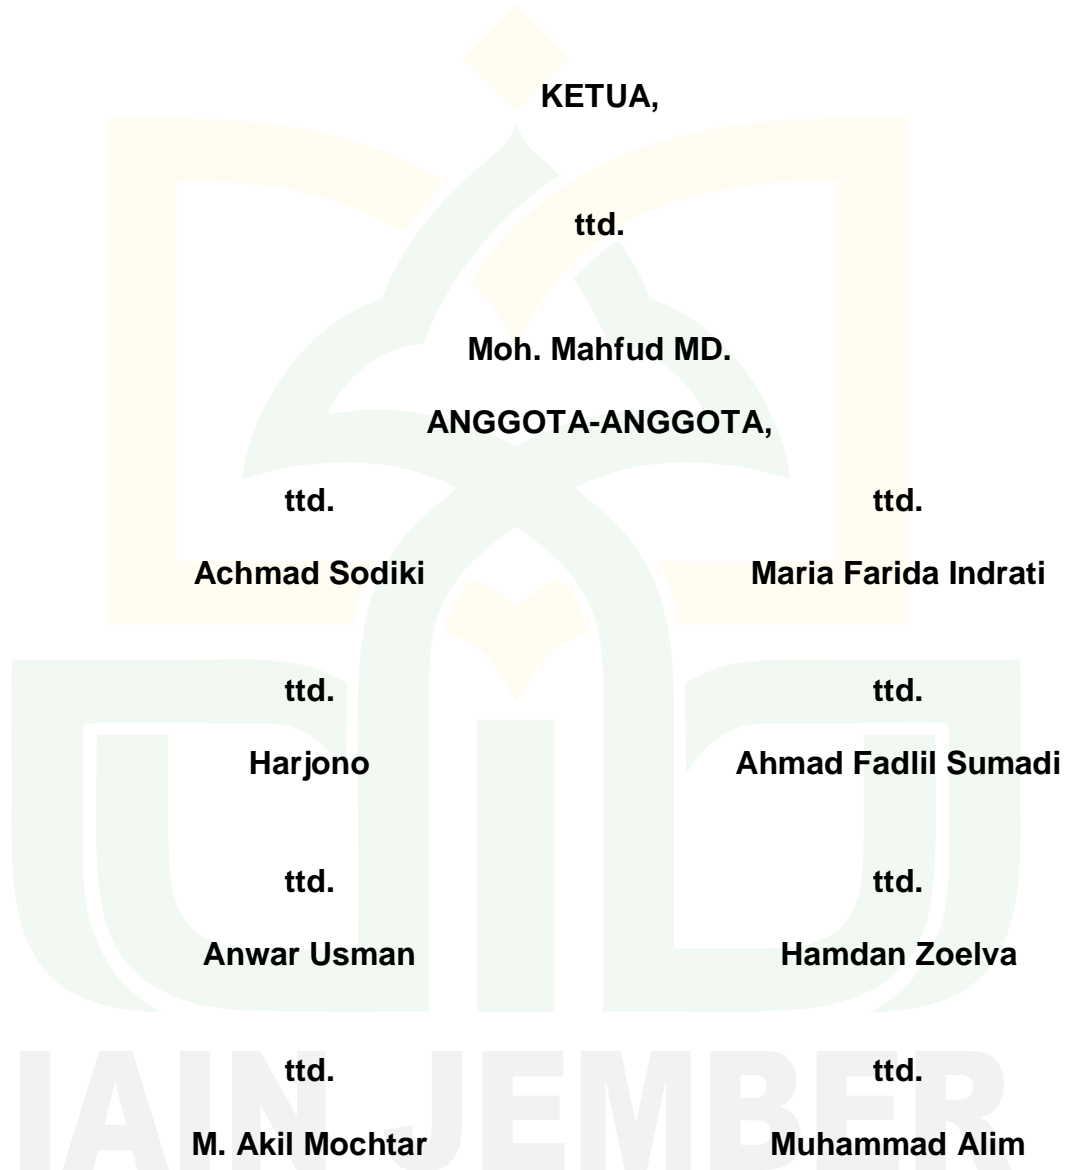 KETUA,
ttd.
Moh. Mahfud MD.
ANGGOTA-ANGGOTA,
ttd. ttd.
Achmad Sodiki Maria Farida Indrati
ttd. ttd.
Harjono Ahmad Fadlil Sumadi
ttd. ttd.
Anwar Usman Hamdan Zoelva
ttd. ttd.
M. Akil Mochtar Muhammad Alim
IAIN JEMBER